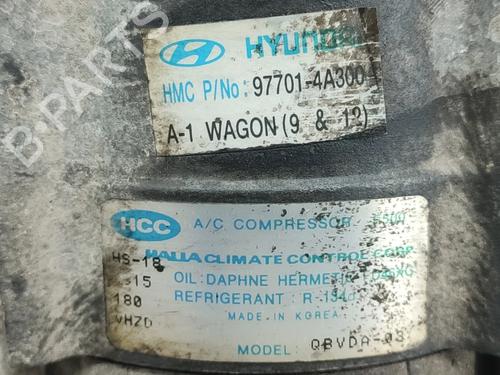 B-PARTS
HYUNDAI
HMC P/No: 97701-4A300
A-1 WAGON (9 & 12)
HCC A/C COMPRESSOR
HALLA CLIMATE CONTROL CORP
HS-18
15 OIL: DAPHNE HERMETIC
180 REFRIGERANT : R-134a
VHZD MADE IN KOREA
MODEL: QBVDA-03